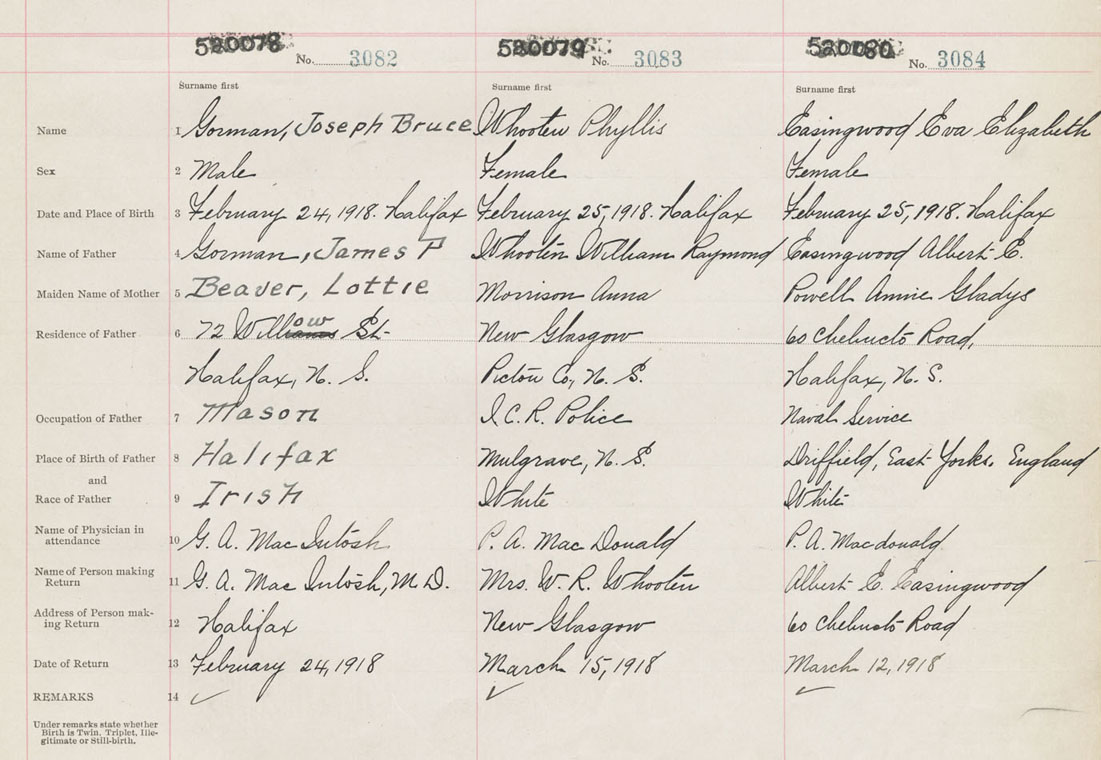 520078 520079 520080
No. 3082 No. 3083 No. 3084
Surname first Surname first Surname first
Name 1 Gorman, Joseph Bruce Whooten Phyllis Easingwood Eva Elizabeth
Sex 2 Male Female Female
Date and Place of Birth 3 February 24, 1918. Halifax February 25, 1918. Halifax February 25, 1918. Halifax
Name of Father 4 Gorman, James P Whooten William Raymond Easingwood Albert E.
Maiden Name of Mother 5 Beaver, Lottie Morrison Anna Powell Annie Gladys
Residence of Father 6 72 Willow St. New Glasgow 60 Chebucto Road,
Halifax, N. S. Pictou Co, N. S. Halifax, N. S.
Occupation of Father 7 Mason I. C. R. Police Naval Service
Place of Birth of Father 8 Halifax Mulgrave, N. S. Driffield, East Yorks. England
and
Race of Father 9 Irish White White
Name of Physician in
attendance 10 G. A. MacIntosh P. A. MacDonald P. A. Macdonald
Name of Person making
Return 11 G. A. MacIntosh, M. D. Mrs. W. R. Whooten Albert E. Easingwood
Address of Person mak-
ing Return 12 Halifax New Glasgow 60 Chebucto Road
Date of Return 13 February 24, 1918 March 15, 1918 March 12, 1918
REMARKS 14
Under remarks state whether
Birth is Twin, Triplet, Ille-
gitimate or Still-birth.